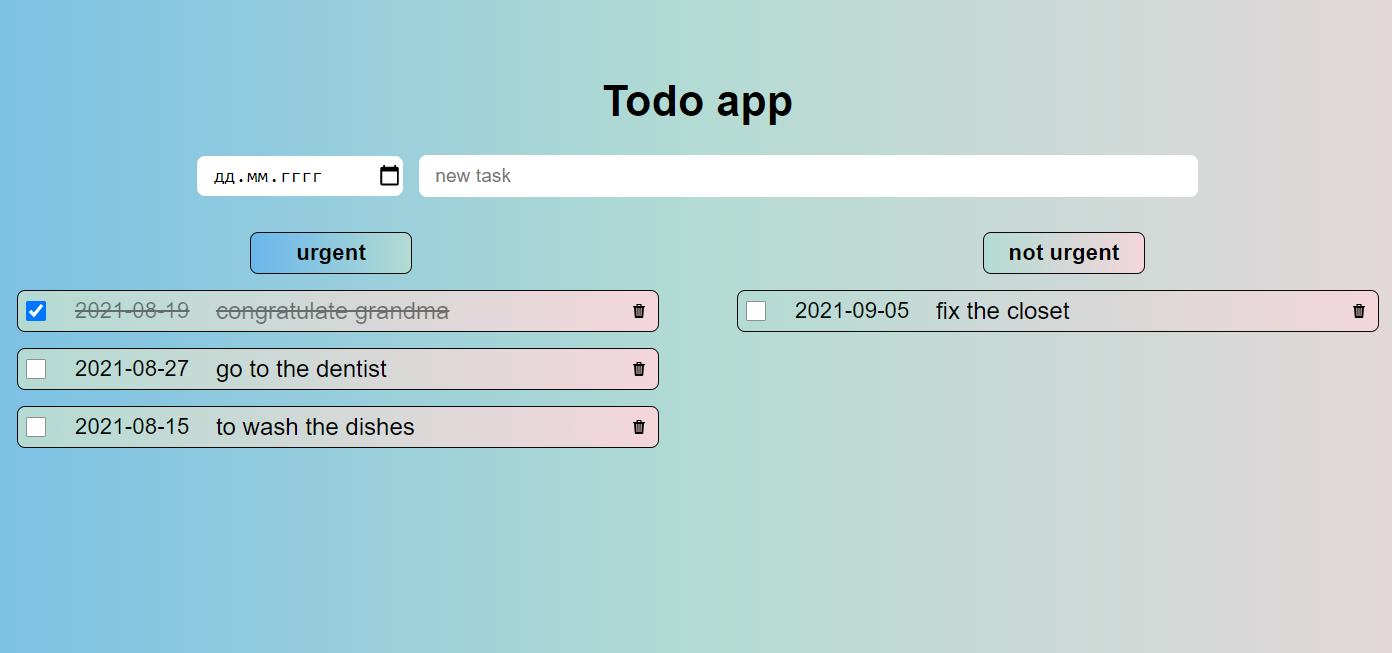 Todo app
дд.мм.гггг new task
urgent
2021-08-19 congratulate grandma
2021-08-27 go to the dentist
2021-08-15 to wash the dishes
not urgent
2021-09-05 fix the closet